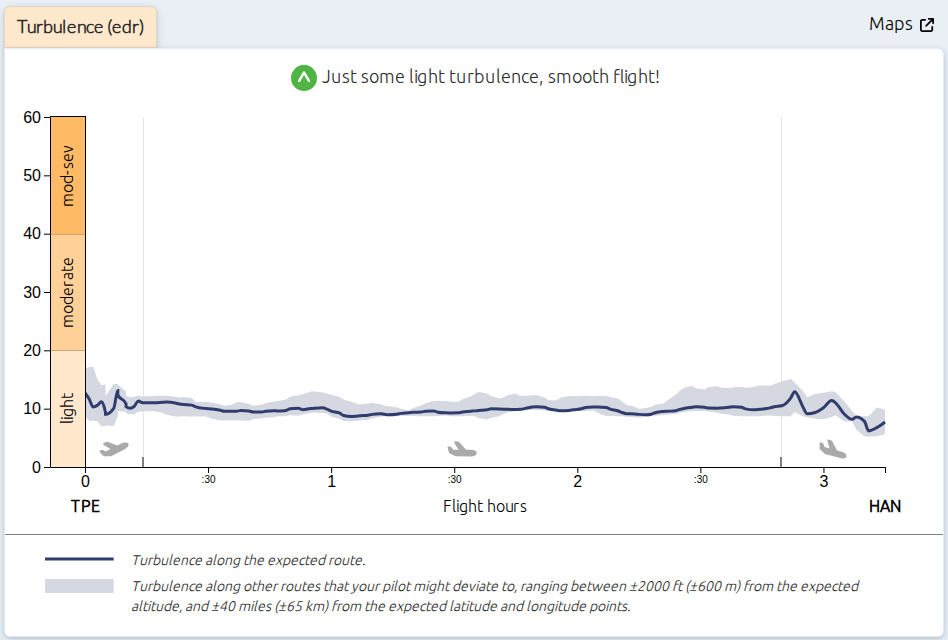 Turbulence (edr)
Maps
Just some light turbulence, smooth flight!
60
50
40
30
20
10
0
mod-sev
moderate
light
0
:30
1
:30
2
:30
3
TPE
Flight hours
HAN
Turbulence along the expected route.
Turbulence along other routes that your pilot might deviate to, ranging between ±2000 ft (±600 m) from the expected
altitude, and ±40 miles (±65 km) from the expected latitude and longitude points.